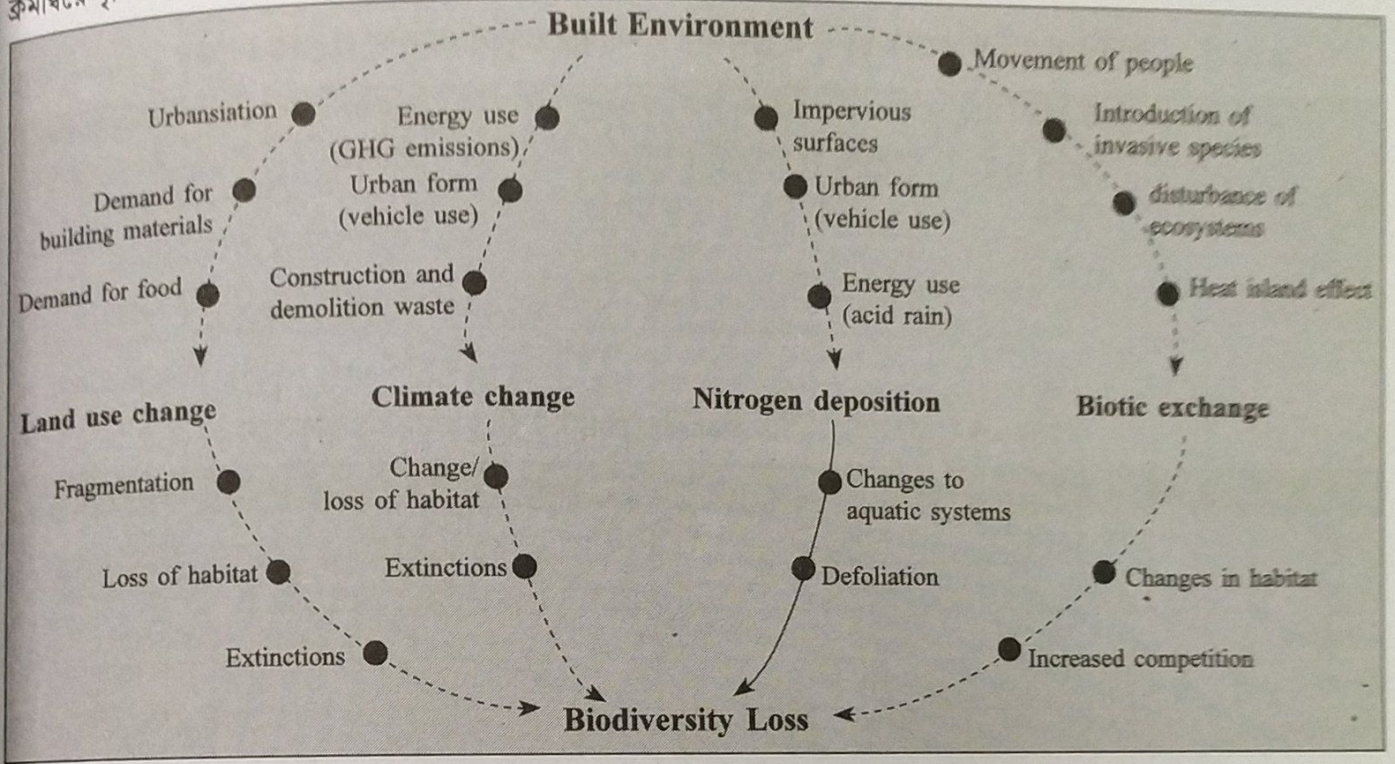 Built Environment
Movement of people
Urbansiation
Energy use
(GHG emissions)
Impervious
surfaces
Introduction of
invasive species
Demand for
building materials
Urban form
(vehicle use)
Urban form
(vehicle use)
disturbance of
ecosystems
Demand for food
Construction and
demolition waste
Energy use
(acid rain)
Heat island effect
Land use change
Climate change
Nitrogen deposition
Biotic exchange
Fragmentation
Change/
loss of habitat
Changes to
aquatic systems
Loss of habitat
Extinctions
Defoliation
Changes in habitat
Extinctions
Increased competition
Biodiversity Loss